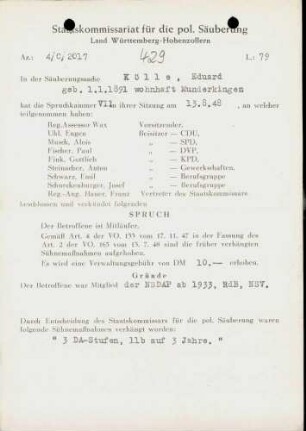 Staatskommissariat für die pol. Säuberung
Land Württemberg-Hohenzollern
Az: 4/C/2017 429 L: 79
In der Säuberungssache K ö l l e , Eduard
geb. 1.1.1891 wohnhaft Munderkingen
hat die Spruchkammer VII in ihrer Sitzung am 13.8.48 , an welcher
teilgenommen haben:
Reg.Assessor Wax Vorsitzender,
Uhl, Eugen Beisitzer — CDU,
Munk, Alois „ — SPD,
Fischer, Paul „ — DVP,
Fink, Gottlieb „ — KPD,
Steinacher, Anton „ — Gewerkschaften,
Schwarz, Emil „ — Berufsgruppe
Schneckenburger, Josef „ — Berufsgruppe
Reg.-Ang. Hauer, Franz Vertreter des Staatskommissars
beschlossen und verkündet folgenden
SPRUCH
Der Betroffene ist Mitläufer.
Gemäß Art. 4 der VO 133 vom 17. 11. 47 in der Fassung des
Art. 2 der VO. 165 vom 13. 7. 48 sind die früher verhängten
Sühnemaßnahmen aufgehoben.
Es wird eine Verwaltungsgebühr von DM 10,-- erhoben.
Gründe
Der Betroffene war Mitglied der NSDAP ab 1933, RdB, NSV.
Durch Entscheidung des Staatskommissars für die pol. Säuberung waren
folgende Sühnemaßnahmen verhängt worden:
" 3 DA-Stufen, 11b auf 3 Jahre. "